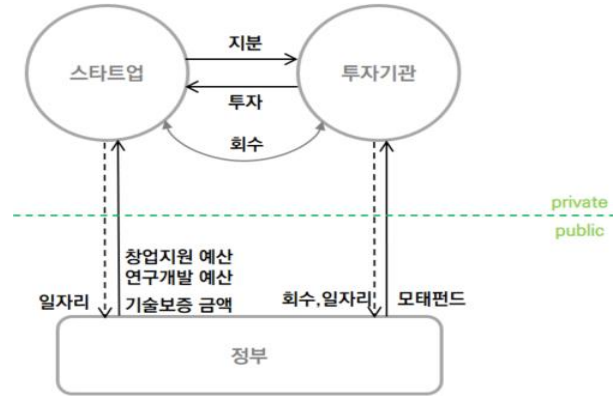 지분
스타트업
투자기관
투자
회수
private
public
창업지원 예산
연구개발 예산
일자리
기술보증 금액
회수,일자리
모태펀드
정부